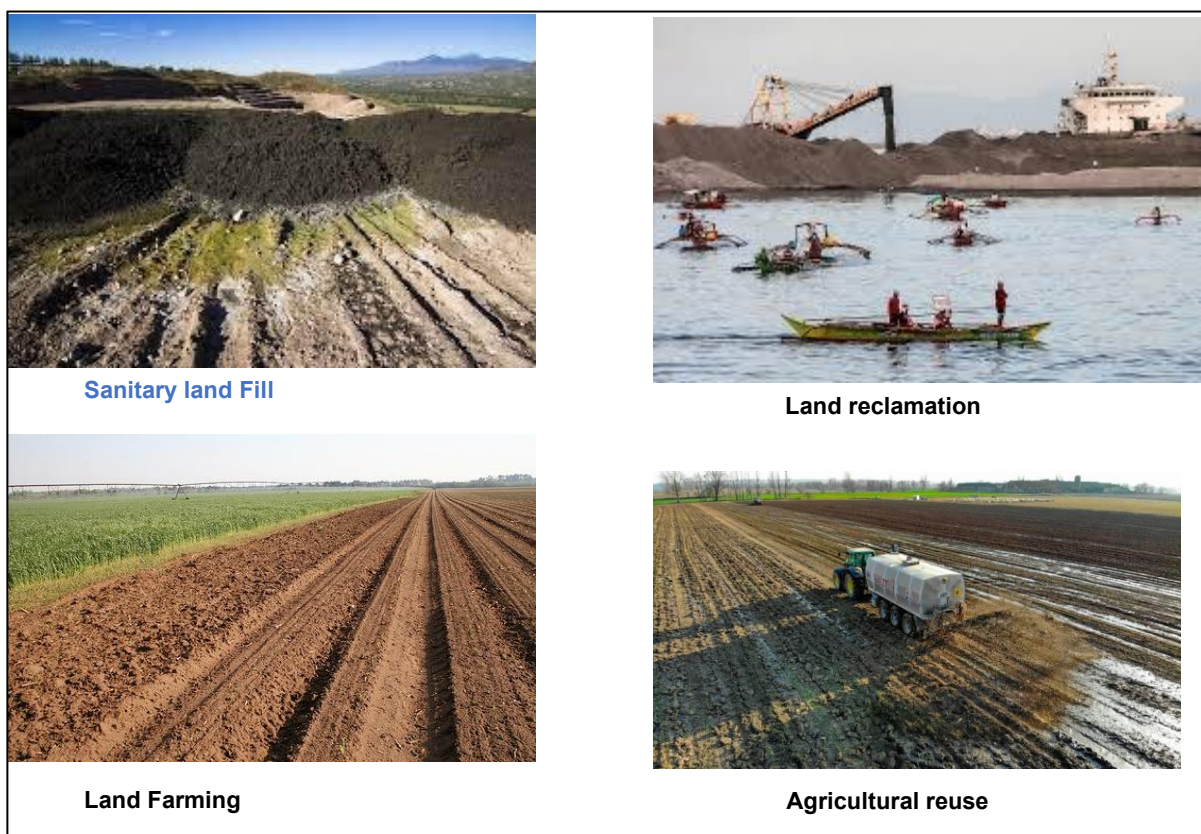 Sanitary land Fill
Land reclamation
Land Farming
Agricultural reuse